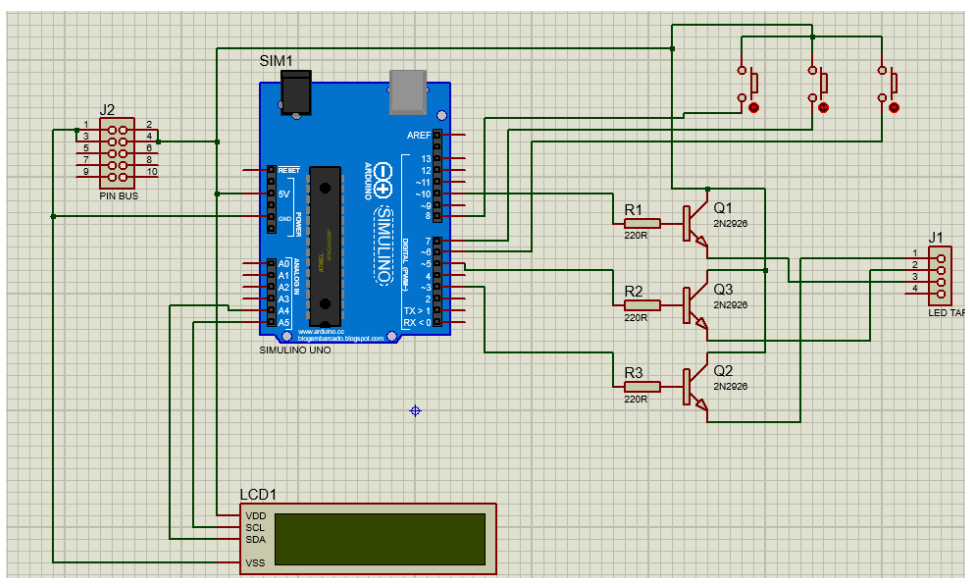 SIM1
J2
1 2
3 4
5 6
7 8
9 10
PIN BUS
RESET
5V
GND
POWER
ANALOG IN
A0
A1
A2
A3
A4
A5
ATMEL
ARDUINO
SIMULINO
AREF
13
12
~11
~10
~9
8
7
~6
~5
4
~3
2
TX > 1
RX < 0
DIGITAL (PWM~)
www.arduino.cc
blogembarcado.blogspot.com
SIMULINO UNO
R1
220R
Q1
2N2926
R2
220R
Q3
2N2926
R3
220R
Q2
2N2926
J1
1
2
3
4
LED TAP
LCD1
VDD
SCL
SDA
VSS